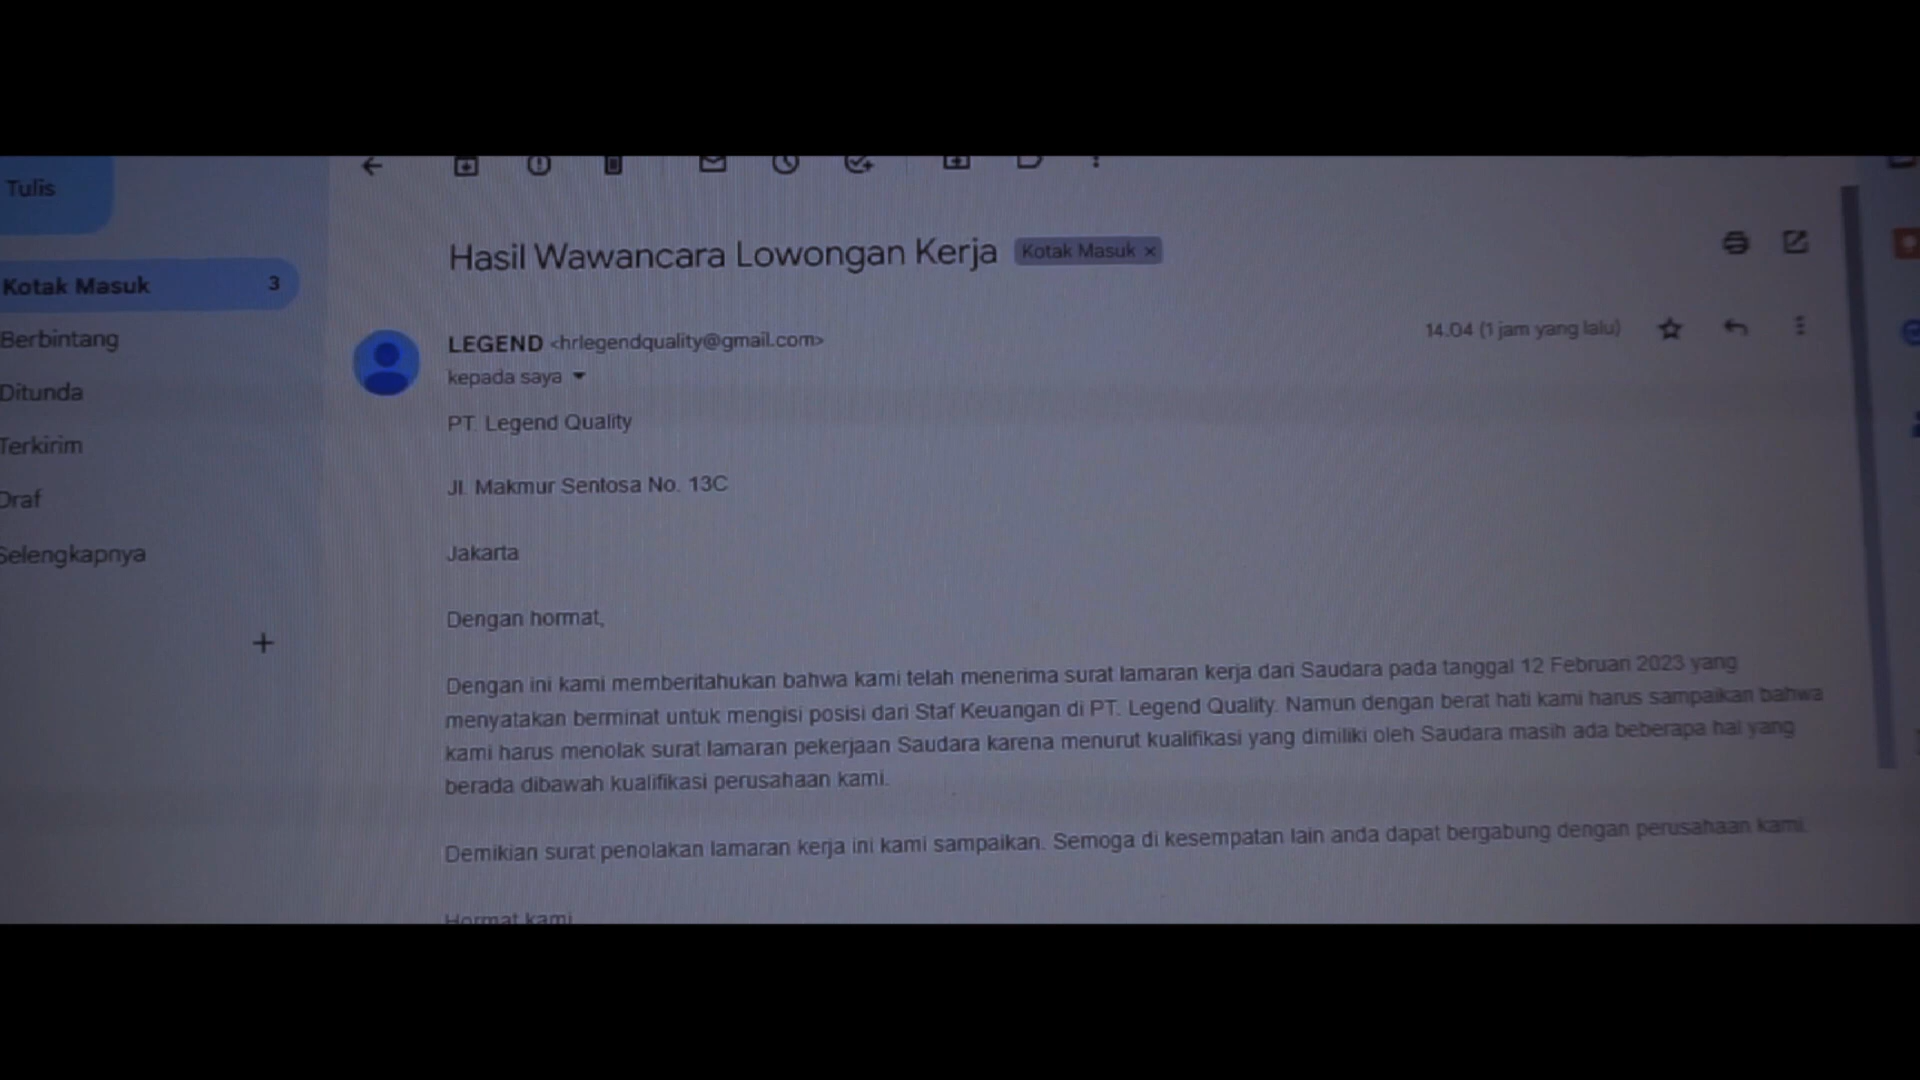 Tulis
Hasil Wawancara Lowongan Kerja Kotak Masuk ×
Kotak Masuk 3
Berbintang
Ditunda
Terkirim
Draf
Selengkapnya
LEGEND <hrlegendquality@gmail.com>
14.04 (1 jam yang lalu)
kepada saya
PT. Legend Quality
Jl. Makmur Sentosa No. 13C
Jakarta
Dengan hormat,
Dengan ini kami memberitahukan bahwa kami telah menerima surat lamaran kerja dari Saudara pada tanggal 12 Februari 2023 yang
menyatakan berminat untuk mengisi posisi dari Staf Keuangan di PT. Legend Quality. Namun dengan berat hati kami harus sampaikan bahwa
kami harus menolak surat lamaran pekerjaan Saudara karena menurut kualifikasi yang dimiliki oleh Saudara masih ada beberapa hal yang
berada dibawah kualifikasi perusahaan kami.
Demikian surat penolakan lamaran kerja ini kami sampaikan. Semoga di kesempatan lain anda dapat bergabung dengan perusahaan kami.
Hormat kami